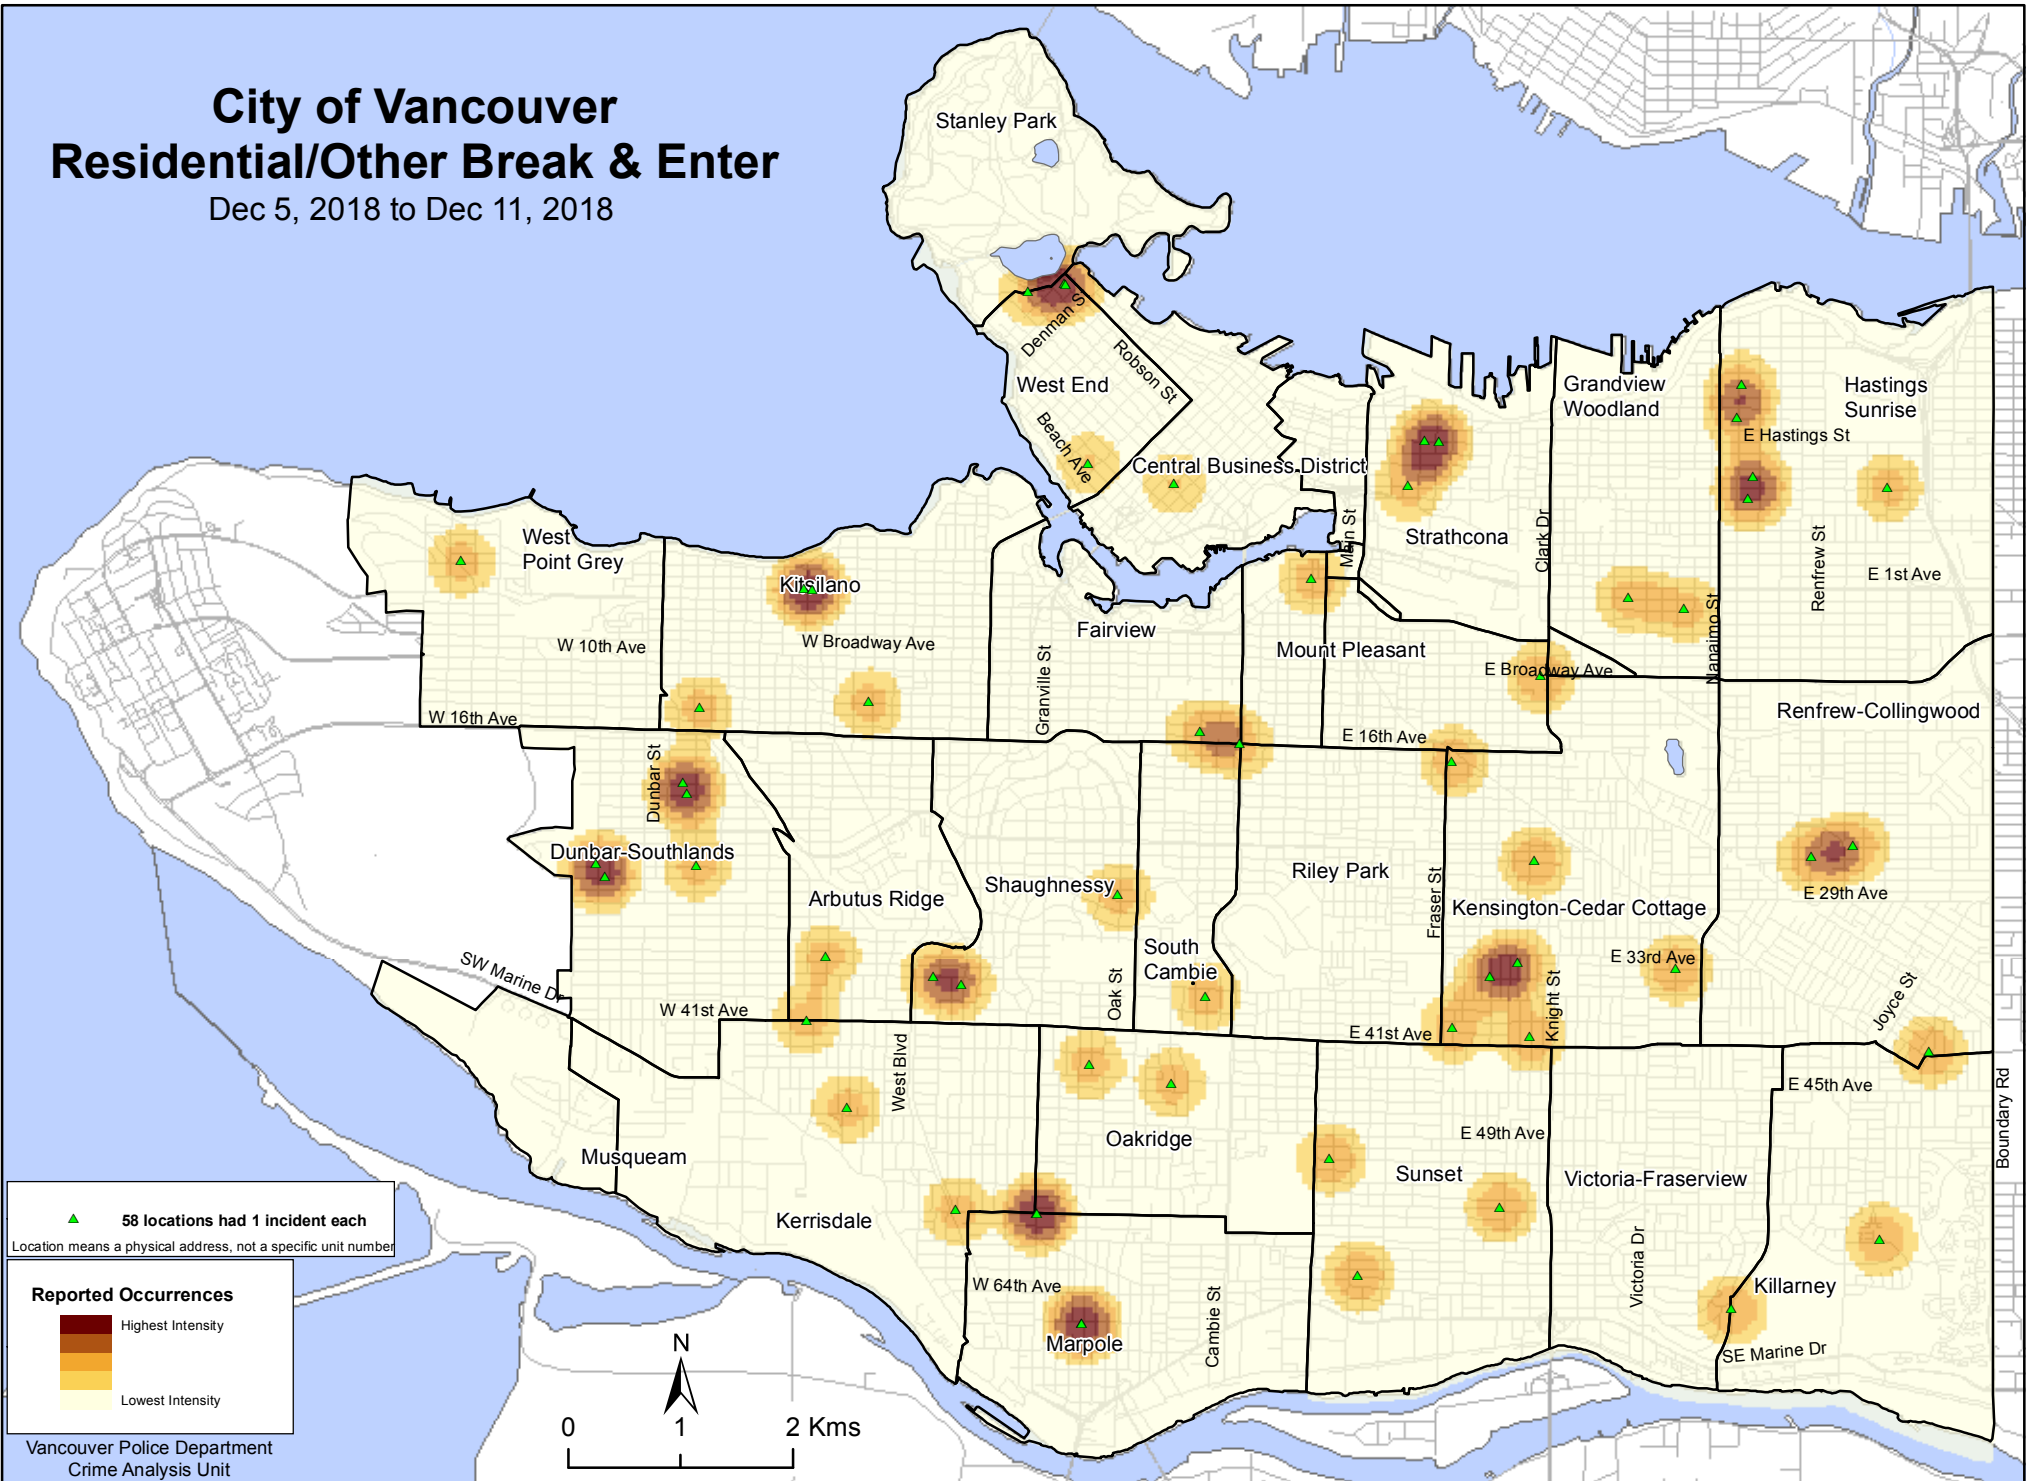 City of Vancouver
Residential/Other Break & Enter
Dec 5, 2018 to Dec 11, 2018
Stanley Park
Denman S
Robson St
West End
Beach Ave
Central Business District
Main St
Strathcona
Clark Dr
Grandview
Woodland
Hastings
Sunrise
E Hastings St
Renfrew St
E 1st Ave
Nanaimo St
West
Point Grey
Kitsilano
W 10th Ave
W Broadway Ave
Fairview
Granville St
Mount Pleasant
E Broadway Ave
W 16th Ave
E 16th Ave
Renfrew-Collingwood
Dunbar St
Dunbar-Southlands
Arbutus Ridge
Shaughnessy
Riley Park
Fraser St
Kensington-Cedar Cottage
E 29th Ave
South
Cambie
Oak St
E 33rd Ave
Knight St
Joyce St
SW Marine Dr
W 41st Ave
E 41st Ave
West Blvd
E 45th Ave
Boundary Rd
Oakridge
E 49th Ave
Musqueam
Sunset
Victoria-Fraserview
Kerrisdale
Victoria Dr
W 64th Ave
Cambie St
Killarney
Marpole
SE Marine Dr
58 locations had 1 incident each
Location means a physical address, not a specific unit number
Reported Occurrences
Highest Intensity
Lowest Intensity
N
0 1 2 Kms
Vancouver Police Department
Crime Analysis Unit